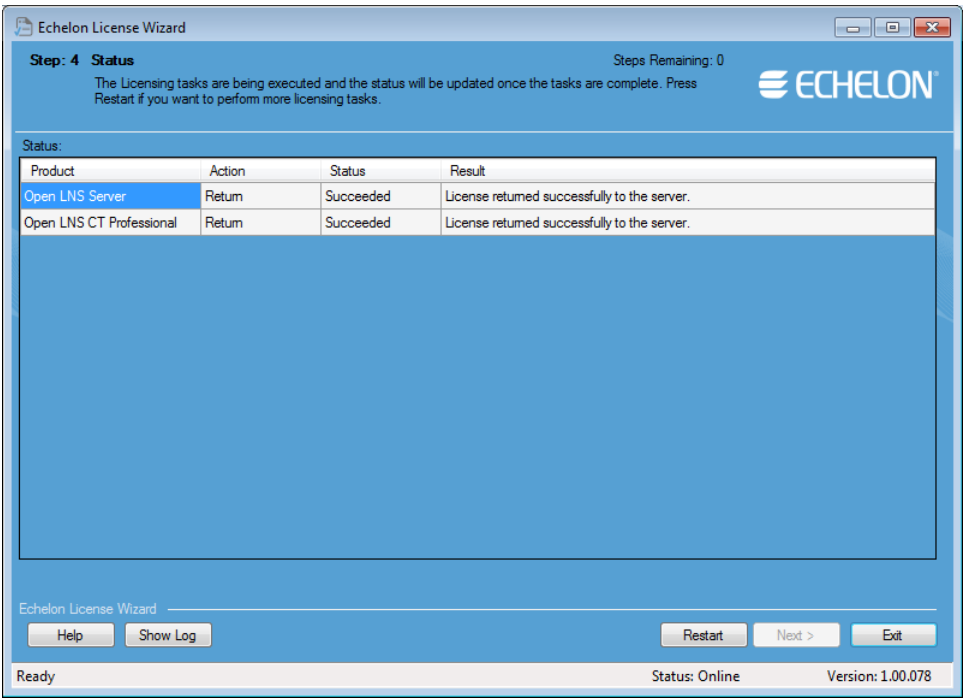 Echelon License Wizard
Step: 4 Status
Steps Remaining: 0
The Licensing tasks are being executed and the status will be updated once the tasks are complete. Press
Restart if you want to perform more licensing tasks.
ECHELON
Status:
Product Action Status Result
Open LNS Server Return Succeeded License returned successfully to the server.
Open LNS CT Professional Return Succeeded License returned successfully to the server.
Echelon License Wizard
Help Show Log Restart Next > Exit
Ready Status: Online Version: 1.00.078